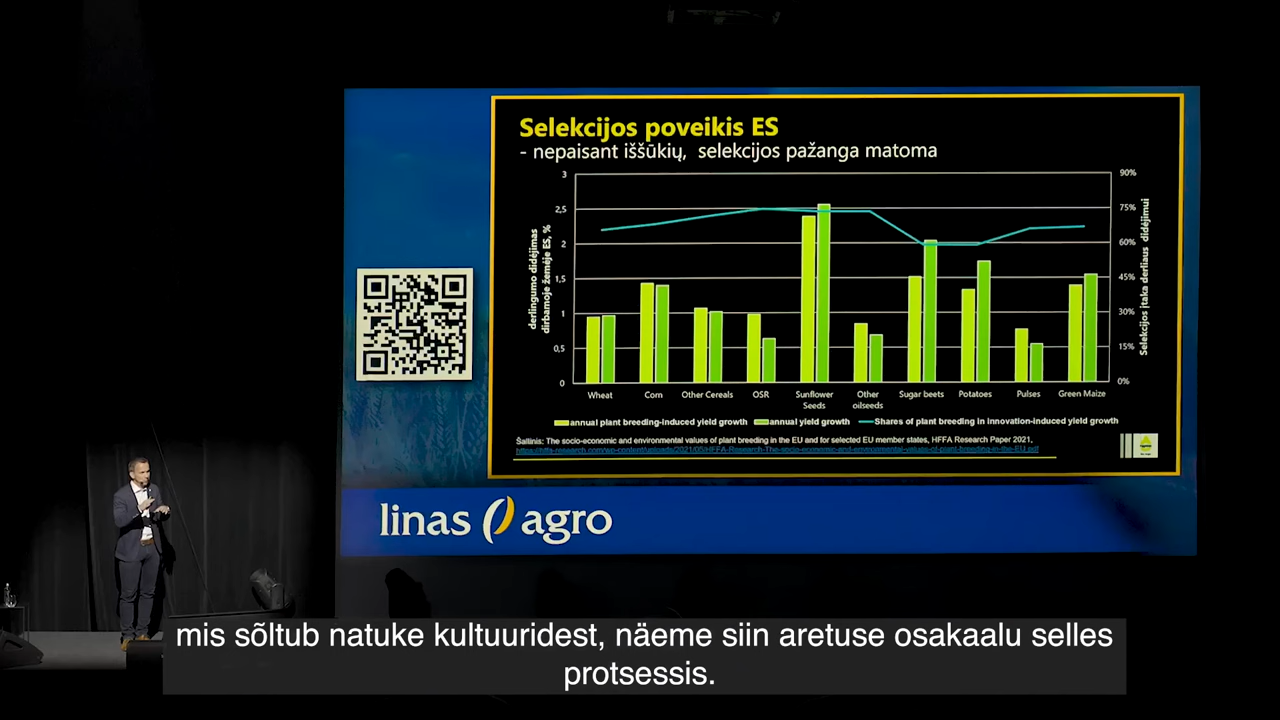 Selekcijos poveikis ES
- nepaisant iššūkių, selekcijos pažanga matoma
derlingumo didėjimas
dirbamoje žemėje ES, %
3
2,5
2
1,5
1
0,5
0
90%
75%
60%
45%
30%
15%
0%
Selekcijos įtaka derliaus didėjimui
Wheat
Corn
Other Cereals
OSR
Sunflower
Seeds
Other
oilseeds
Sugar beets
Potatoes
Pulses
Green Maize
annual plant breeding-induced yield growth
annual yield growth
Shares of plant breeding in innovation-induced yield growth
Šaltinis: The socio-economic and environmental values of plant breeding in the EU and for selected EU member states, HFFA Research Paper 2021,
https://hffa-research.com/wp-content/uploads/2021/05/HFFA-Research-The-socio-economic-and-environmental-values-of-plant-breeding-in-the-EU.pdf
linas agro
mis sõltub natuke kultuuridest, näeme siin aretuse osakaalu selles
protsessis.